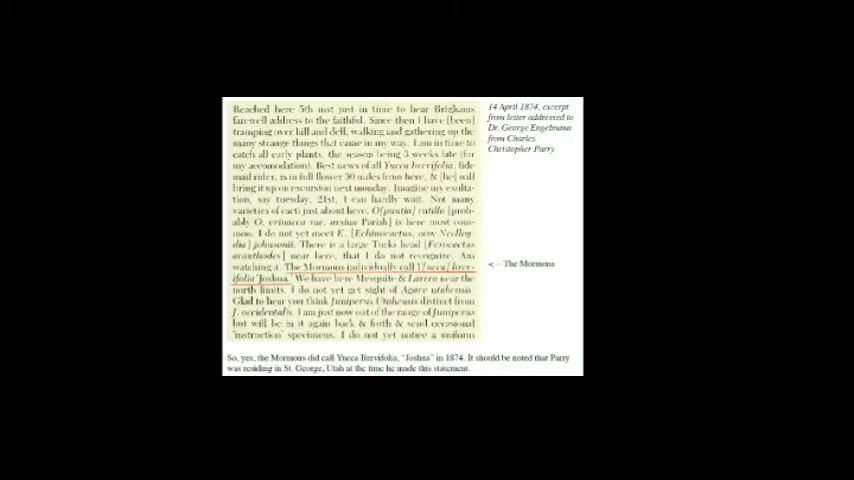 Reached here 5th inst just in time to hear Brighams
farewell address to the faithful. Since then I have [been]
tramping over hill and dell, walking and gathering up the
many strange things that came in my way. I am in time to
catch all early plants, the season being 3 weeks late (for
my accomodation). Best news of all Yucca brevifolia, fide
mail rider, is in full flower 30 miles from here, & [he] will
bring it up on excursion next monday. Imagine my exulta-
tion, say tuesday, 21st, I can hardly wait. Not many
varieties of cacti just about here. O[puntia] rutilla [prob-
ably O. erinacea var. ursina Parish] is here most com-
mon. I do not yet meet E. [Echinocactus, now Neolloy-
dia] johnsonii. There is a large Turks head [Ferocactus
acanthodes] near here, that I do not recognize. Am
watching it. The Mormons individually call Y[ucca] brev-
ifolia 'Joshua.' We have here Mesquite & Larrea near the
north limits. I do not yet get sight of Agave utahensis.
Glad to hear you think Juniperus Utahensis distinct from
J. occidentalis. I am just now out of the range of Juniperus
but will be in it again back & forth & send occasional
'instruction' specimens. I do not yet notice a uniform
14 April 1874, excerpt
from letter addressed to
Dr. George Engelmann
from Charles
Christopher Parry
<-- The Mormons
So, yes, the Mormons did call Yucca Brevifolia, "Joshua" in 1874. It should be noted that Parry
was residing in St. George, Utah at the time he made this statement.